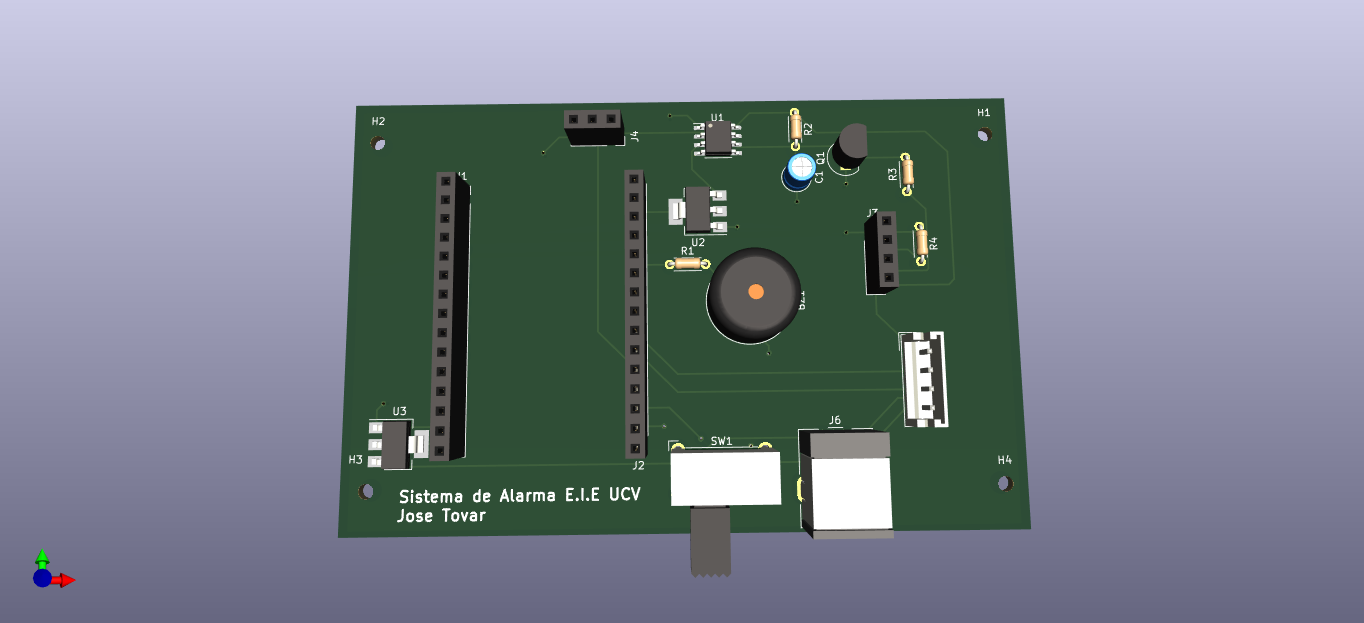 H2
H1
U1
R2
J4
Q1
C1
R3
J1
J3
U2
R4
R1
BZ1
J6
U3
SW1
H3
J2
H4
Sistema de Alarma E.I.E UCV
Jose Tovar